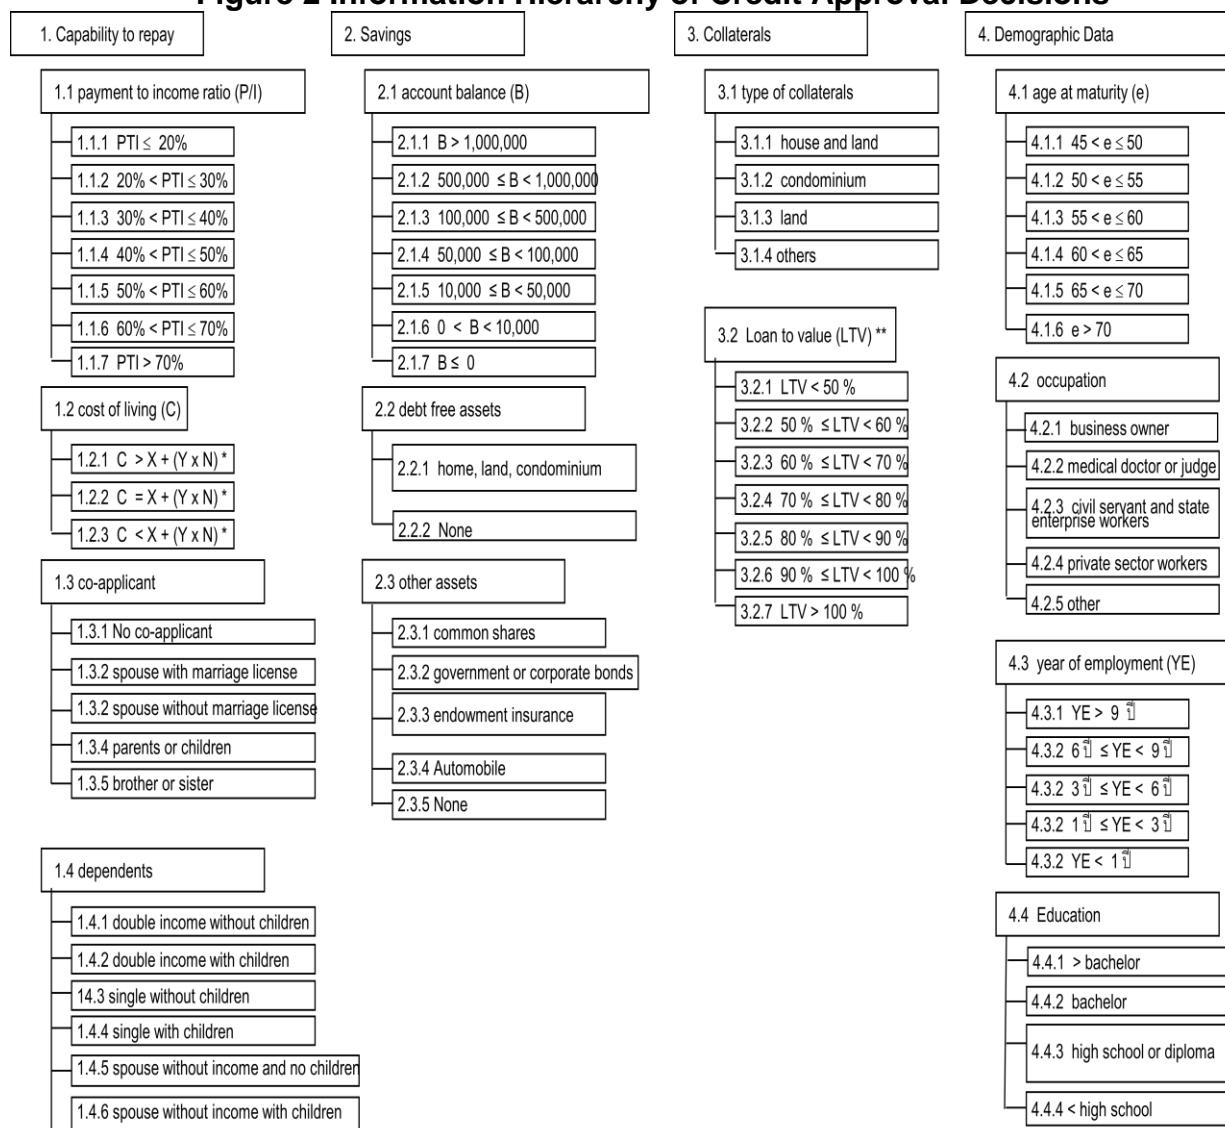 Figure 2 Information Hierarchy of Credit Approval Decisions
1. Capability to repay
1.1 payment to income ratio (P/I)
1.1.1 PTI ≤ 20%
1.1.2 20% < PTI ≤ 30%
1.1.3 30% < PTI ≤ 40%
1.1.4 40% < PTI ≤ 50%
1.1.5 50% < PTI ≤ 60%
1.1.6 60% < PTI ≤ 70%
1.1.7 PTI > 70%
1.2 cost of living (C)
1.2.1 C > X + (Y x N) *
1.2.2 C = X + (Y x N) *
1.2.3 C < X + (Y x N) *
1.3 co-applicant
1.3.1 No co-applicant
1.3.2 spouse with marriage license
1.3.2 spouse without marriage license
1.3.4 parents or children
1.3.5 brother or sister
1.4 dependents
1.4.1 double income without children
1.4.2 double income with children
14.3 single without children
1.4.4 single with children
1.4.5 spouse without income and no children
1.4.6 spouse without income with children
2. Savings
2.1 account balance (B)
2.1.1 B > 1,000,000
2.1.2 500,000 ≤ B < 1,000,000
2.1.3 100,000 ≤ B < 500,000
2.1.4 50,000 ≤ B < 100,000
2.1.5 10,000 ≤ B < 50,000
2.1.6 0 < B < 10,000
2.1.7 B ≤ 0
2.2 debt free assets
2.2.1 home, land, condominium
2.2.2 None
2.3 other assets
2.3.1 common shares
2.3.2 government or corporate bonds
2.3.3 endowment insurance
2.3.4 Automobile
2.3.5 None
3. Collaterals
3.1 type of collaterals
3.1.1 house and land
3.1.2 condominium
3.1.3 land
3.1.4 others
3.2 Loan to value (LTV) **
3.2.1 LTV < 50 %
3.2.2 50 % ≤ LTV < 60 %
3.2.3 60 % ≤ LTV < 70 %
3.2.4 70 % ≤ LTV < 80 %
3.2.5 80 % ≤ LTV < 90 %
3.2.6 90 % ≤ LTV < 100 %
3.2.7 LTV > 100 %
4. Demographic Data
4.1 age at maturity (e)
4.1.1 45 < e ≤ 50
4.1.2 50 < e ≤ 55
4.1.3 55 < e ≤ 60
4.1.4 60 < e ≤ 65
4.1.5 65 < e ≤ 70
4.1.6 e > 70
4.2 occupation
4.2.1 business owner
4.2.2 medical doctor or judge
4.2.3 civil servant and state
enterprise workers
4.2.4 private sector workers
4.2.5 other
4.3 year of employment (YE)
4.3.1 YE > 9 ปี
4.3.2 6 ปี ≤ YE < 9 ปี
4.3.2 3 ปี ≤ YE < 6 ปี
4.3.2 1 ปี ≤ YE < 3 ปี
4.3.2 YE < 1 ปี
4.4 Education
4.4.1 > bachelor
4.4.2 bachelor
4.4.3 high school or diploma
4.4.4 < high school